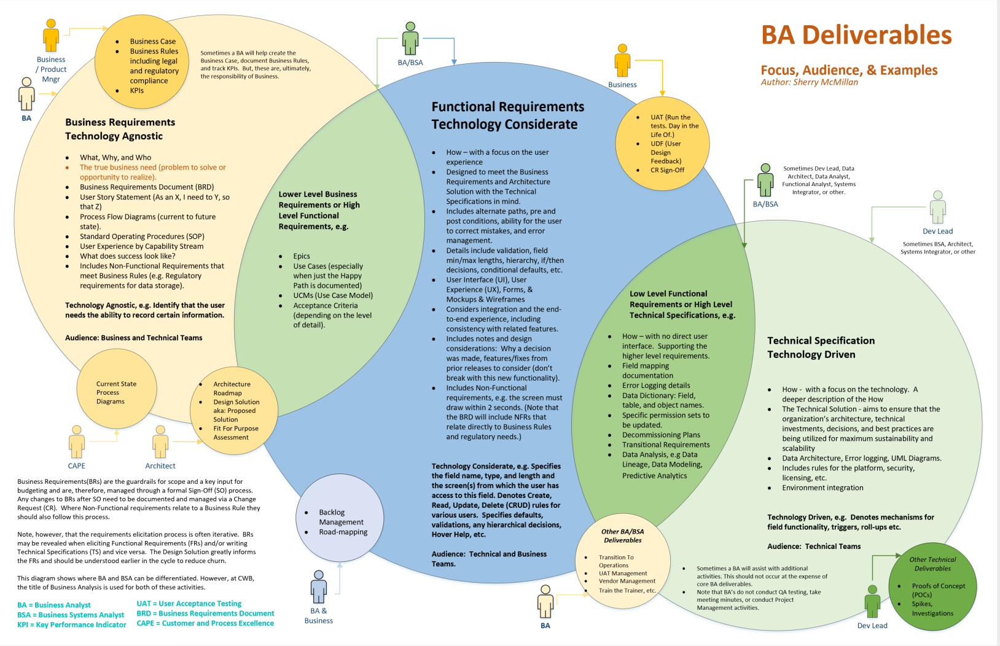 BA Deliverables
Focus, Audience, & Examples
Author: Sherry McMillan
Business
/ Product
Mngr
BA
• Business Case
• Business Rules
including legal
and regulatory
compliance
• KPIs
Sometimes a BA will help create the
Business Case, document Business Rules,
and track KPIs. But, these are, ultimately,
the responsibility of Business.
Business Requirements
Technology Agnostic
• What, Why, and Who
• The true business need (problem to solve or
opportunity to realize).
• Business Requirements Document (BRD)
• User Story Statement (As an X, I need to Y, so
that Z)
• Process Flow Diagrams (current to future
state).
• Standard Operating Procedures (SOP)
• User Experience by Capability Stream
• What does success look like?
• Includes Non-Functional Requirements that
meet Business Rules (e.g. Regulatory
requirements for data storage).
Technology Agnostic, e.g. Identify that the user
needs the ability to record certain information.
Audience: Business and Technical Teams
Current State
Process
Diagrams
CAPE
• Architecture
Roadmap
• Design Solution
aka: Proposed
Solution
• Fit For Purpose
Assessment
Architect
BA/BSA
Lower Level Business
Requirements or High
Level Functional
Requirements, e.g.
• Epics
• Use Cases (especially
when just the Happy
Path is documented)
• UCMs (Use Case Model)
• Acceptance Criteria
(depending on the level
of detail).
Functional Requirements
Technology Considerate
• How – with a focus on the user
experience
• Designed to meet the Business
Requirements and Architecture
Solution with the Technical
Specifications in mind.
• Includes alternate paths, pre and
post conditions, ability for the user
to correct mistakes, and error
management.
• Details include validation, field
min/max lengths, hierarchy, if/then
decisions, conditional defaults, etc.
• User Interface (UI), User
Experience (UX), Forms, &
Mockups & Wireframes
• Considers integration and the end-
to-end experience, including
consistency with related features.
• Includes notes and design
considerations: Why a decision
was made, features/fixes from
prior releases to consider (don’t
break with this new functionality).
• Includes Non-Functional
requirements, e.g. the screen must
draw within 2 seconds. (Note that
the BRD will include NFRs that
relate directly to Business Rules
and regulatory needs.)
Technology Considerate, e.g. Specifies
the field name, type, and length and
the screen(s) from which the user has
access to this field. Denotes Create,
Read, Update, Delete (CRUD) rules for
various users. Specifies defaults,
validations, any hierarchical decisions,
Hover Help, etc.
Audience: Technical and Business
Teams.
Business
• UAT (Run the
tests. Day in the
Life Of.)
• UDF (User
Design
Feedback)
• CR Sign-Off
BA/BSA
Sometimes Dev Lead, Data
Architect, Data Analyst,
Functional Analyst, Systems
Integrator, or other.
Dev Lead
Sometimes BSA, Architect,
Systems Integrator, or other
Low Level Functional
Requirements or High Level
Technical Specifications, e.g.
• How – with no direct user
interface. Supporting the
higher level requirements.
• Field mapping
documentation
• Error Logging details
• Data Dictionary: Field,
table, and object names.
• Specific permission sets to
be updated.
• Decommissioning Plans
• Transitional Requirements
• Data Analysis, e.g Data
Lineage, Data Modeling,
Predictive Analytics
Technical Specification
Technology Driven
• How - with a focus on the technology. A
deeper description of the How
• The Technical Solution - aims to ensure that the
organization’s architecture, technical
investments, decisions, and best practices are
being utilized for maximum sustainability and
scalability
• Data Architecture, Error logging, UML Diagrams.
• Includes rules for the platform, security,
licensing, etc.
• Environment integration
Technology Driven, e.g. Denotes mechanisms for
field functionality, triggers, roll-ups etc.
Audience: Technical Teams
• Backlog
Management
• Road-mapping
BA &
Business
Other BA/BSA
Deliverables
• Transition To
Operations
• UAT Management
• Vendor Management
• Train the Trainer, etc.
BA
• Sometimes a BA will assist with additional
activities. This should not occur at the expense of
core BA deliverables.
• Note that BA’s do not conduct QA testing, take
meeting minutes, or conduct Project
Management activities.
Other Technical
Deliverables
• Proofs of Concept
(POCs)
• Spikes,
Investigations
Dev Lead
Business Requirements(BRs) are the guardrails for scope and a key input for
budgeting and are, therefore, managed through a formal Sign-Off (SO) process.
Any changes to BRs after SO need to be documented and managed via a Change
Request (CR). Where Non-Functional requirements relate to a Business Rule they
should also follow this process.
Note, however, that the requirements elicitation process is often iterative. BRs
may be revealed when eliciting Functional Requirements (FRs) and/or writing
Technical Specifications (TS) and vice versa. The Design Solution greatly informs
the FRs and should be understood earlier in the cycle to reduce churn.
This diagram shows where BA and BSA can be differentiated. However, at CWB,
the title of Business Analysis is used for both of these activities.
BA = Business Analyst
BSA = Business Systems Analyst
KPI = Key Performance Indicator
UAT = User Acceptance Testing
BRD = Business Requirements Document
CAPE = Customer and Process Excellence